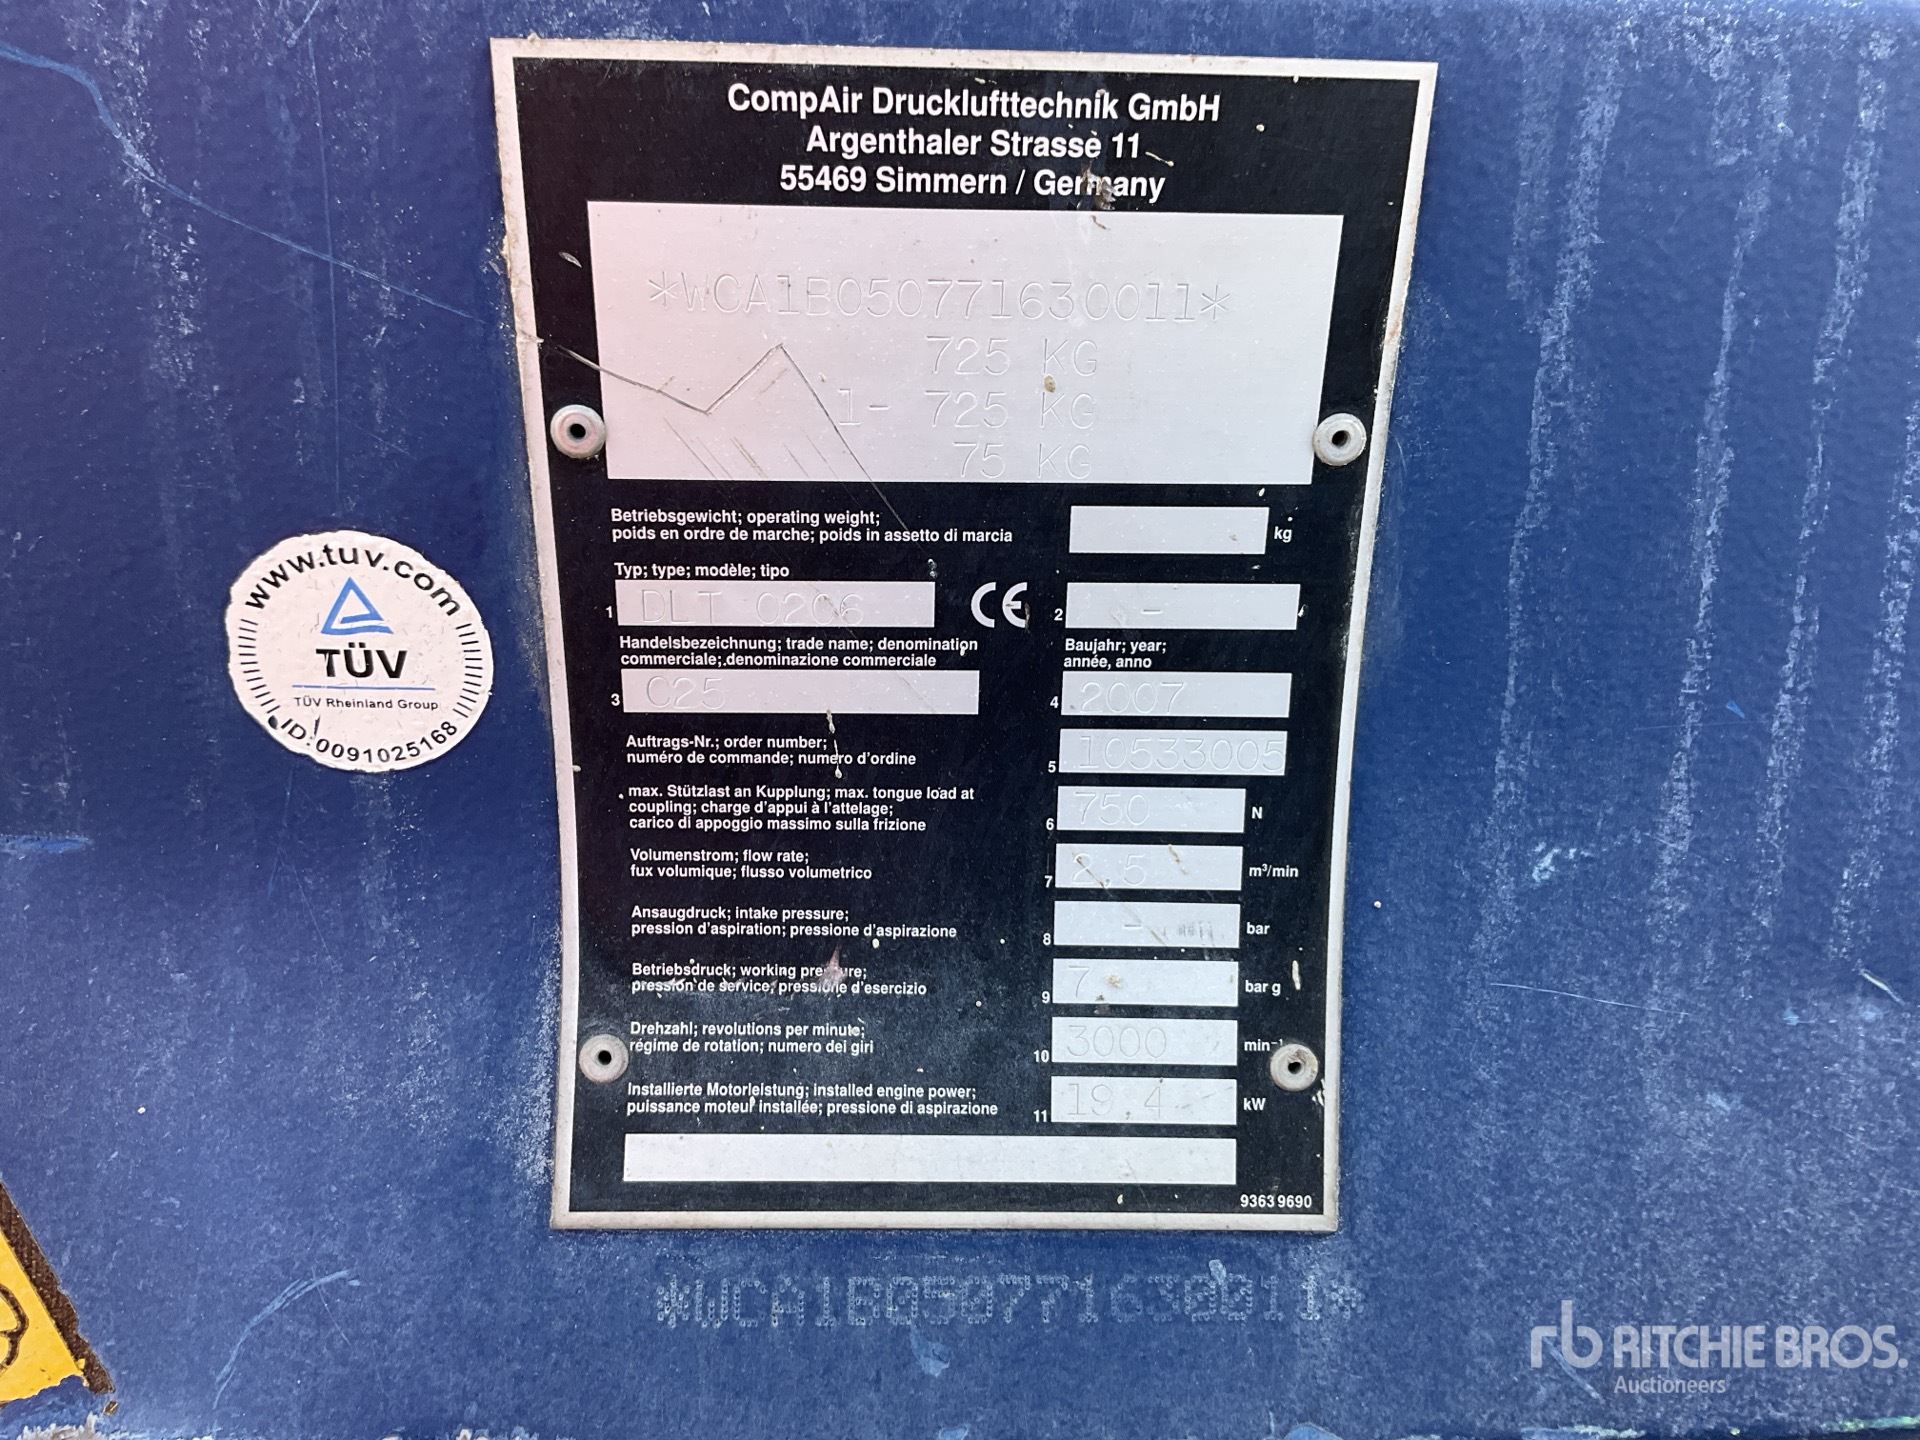 CompAir Drucklufttechnik GmbH
Argenthaler Strasse 11
55469 Simmern / Germany
*WCA1B050771630011*
725 KG
1- 725 KG
75 KG
Betriebsgewicht; operating weight;
poids en ordre de marche; poids in assetto di marcia
kg
Typ; type; modèle; tipo
1 DLT 0206 CE 2 -
Handelsbezeichnung; trade name; denomination
commerciale; denominazione commerciale
Baujahr; year;
année, anno
3 C25 4 2007
Auftrags-Nr.; order number;
numéro de commande; numero d'ordine
5 10533005
max. Stützlast an Kupplung; max. tongue load at
coupling; charge d'appui à l'attelage;
carico di appoggio massimo sulla frizione
6 750 N
Volumenstrom; flow rate;
fux volumique; flusso volumetrico
7 2,5 m³/min
Ansaugdruck; intake pressure;
pression d'aspiration; pressione d'aspirazione
8 - bar
Betriebsdruck; working pressure;
pression de service; pressione d'esercizio
9 7 bar g
Drehzahl; revolutions per minute;
régime de rotation; numero dei giri
10 3000 min⁻¹
Installierte Motorleistung; installed engine power;
puissance moteur installée; pressione di aspirazione
11 19,4 kW
9363 9690
*WCA1B050771630011*
www.tuv.com
TÜV
TÜV Rheinland Group
ID:0091025168
rb RITCHIE BROS.
Auctioneers